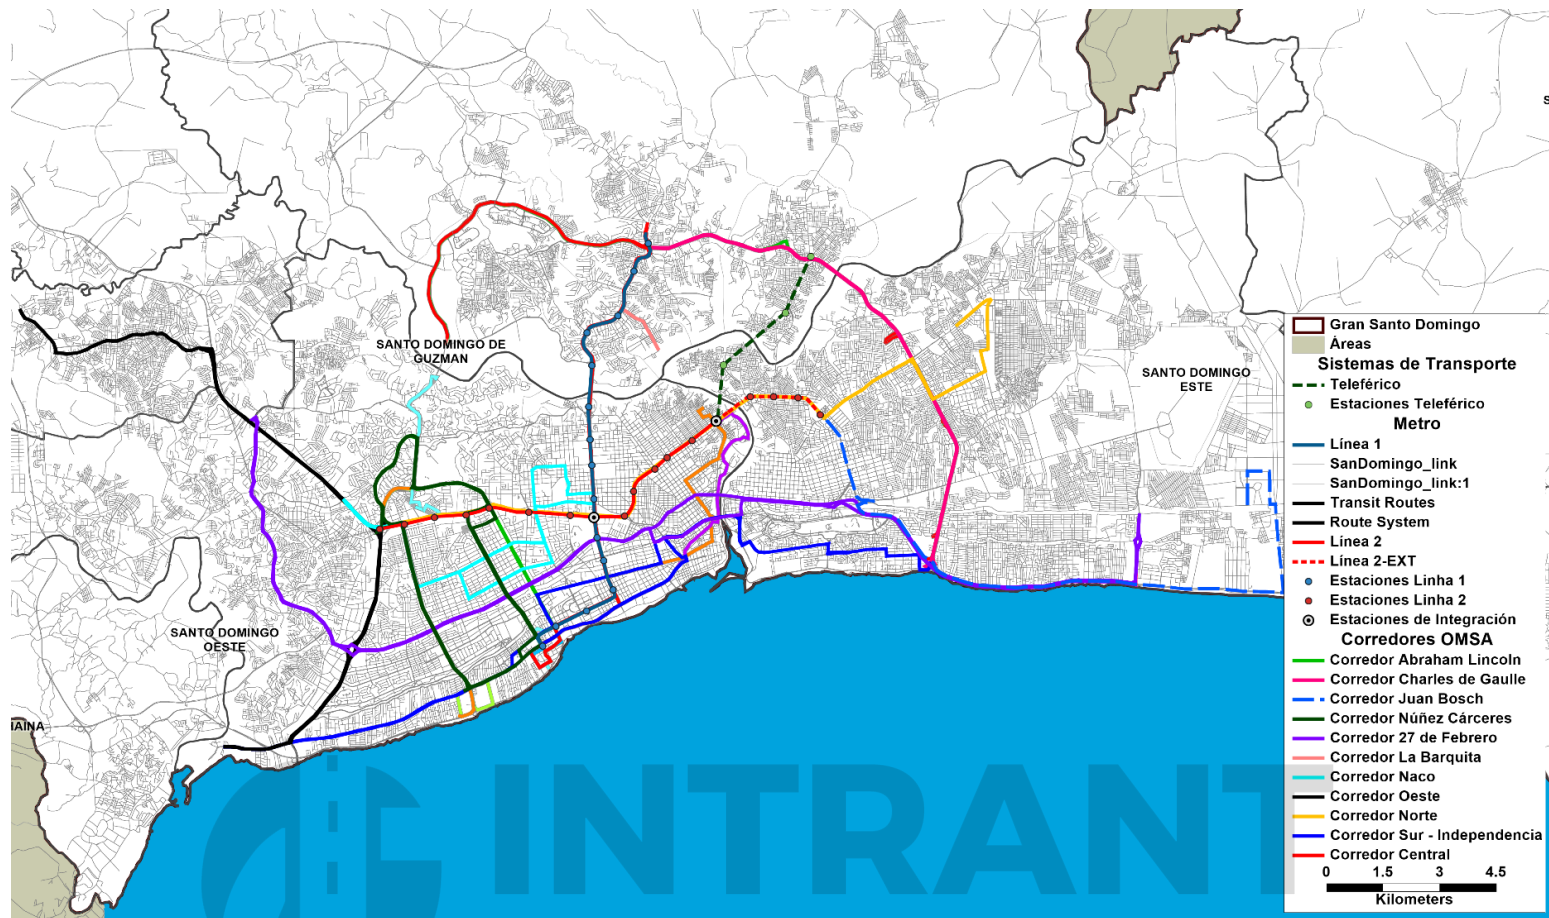 S
SANTO DOMINGO DE
GUZMAN
SANTO DOMINGO
ESTE
SANTO DOMINGO
OESTE
IAINA
INTRANT
Gran Santo Domingo
Áreas
Sistemas de Transporte
Teleférico
Estaciones Teleférico
Metro
Línea 1
SanDomingo_link
SanDomingo_link:1
Transit Routes
Route System
Línea 2
Línea 2-EXT
Estaciones Linha 1
Estaciones Linha 2
Estaciones de Integración
Corredores OMSA
Corredor Abraham Lincoln
Corredor Charles de Gaulle
Corredor Juan Bosch
Corredor Núñez Cárceres
Corredor 27 de Febrero
Corredor La Barquita
Corredor Naco
Corredor Oeste
Corredor Norte
Corredor Sur - Independencia
Corredor Central
0 1.5 3 4.5
Kilometers